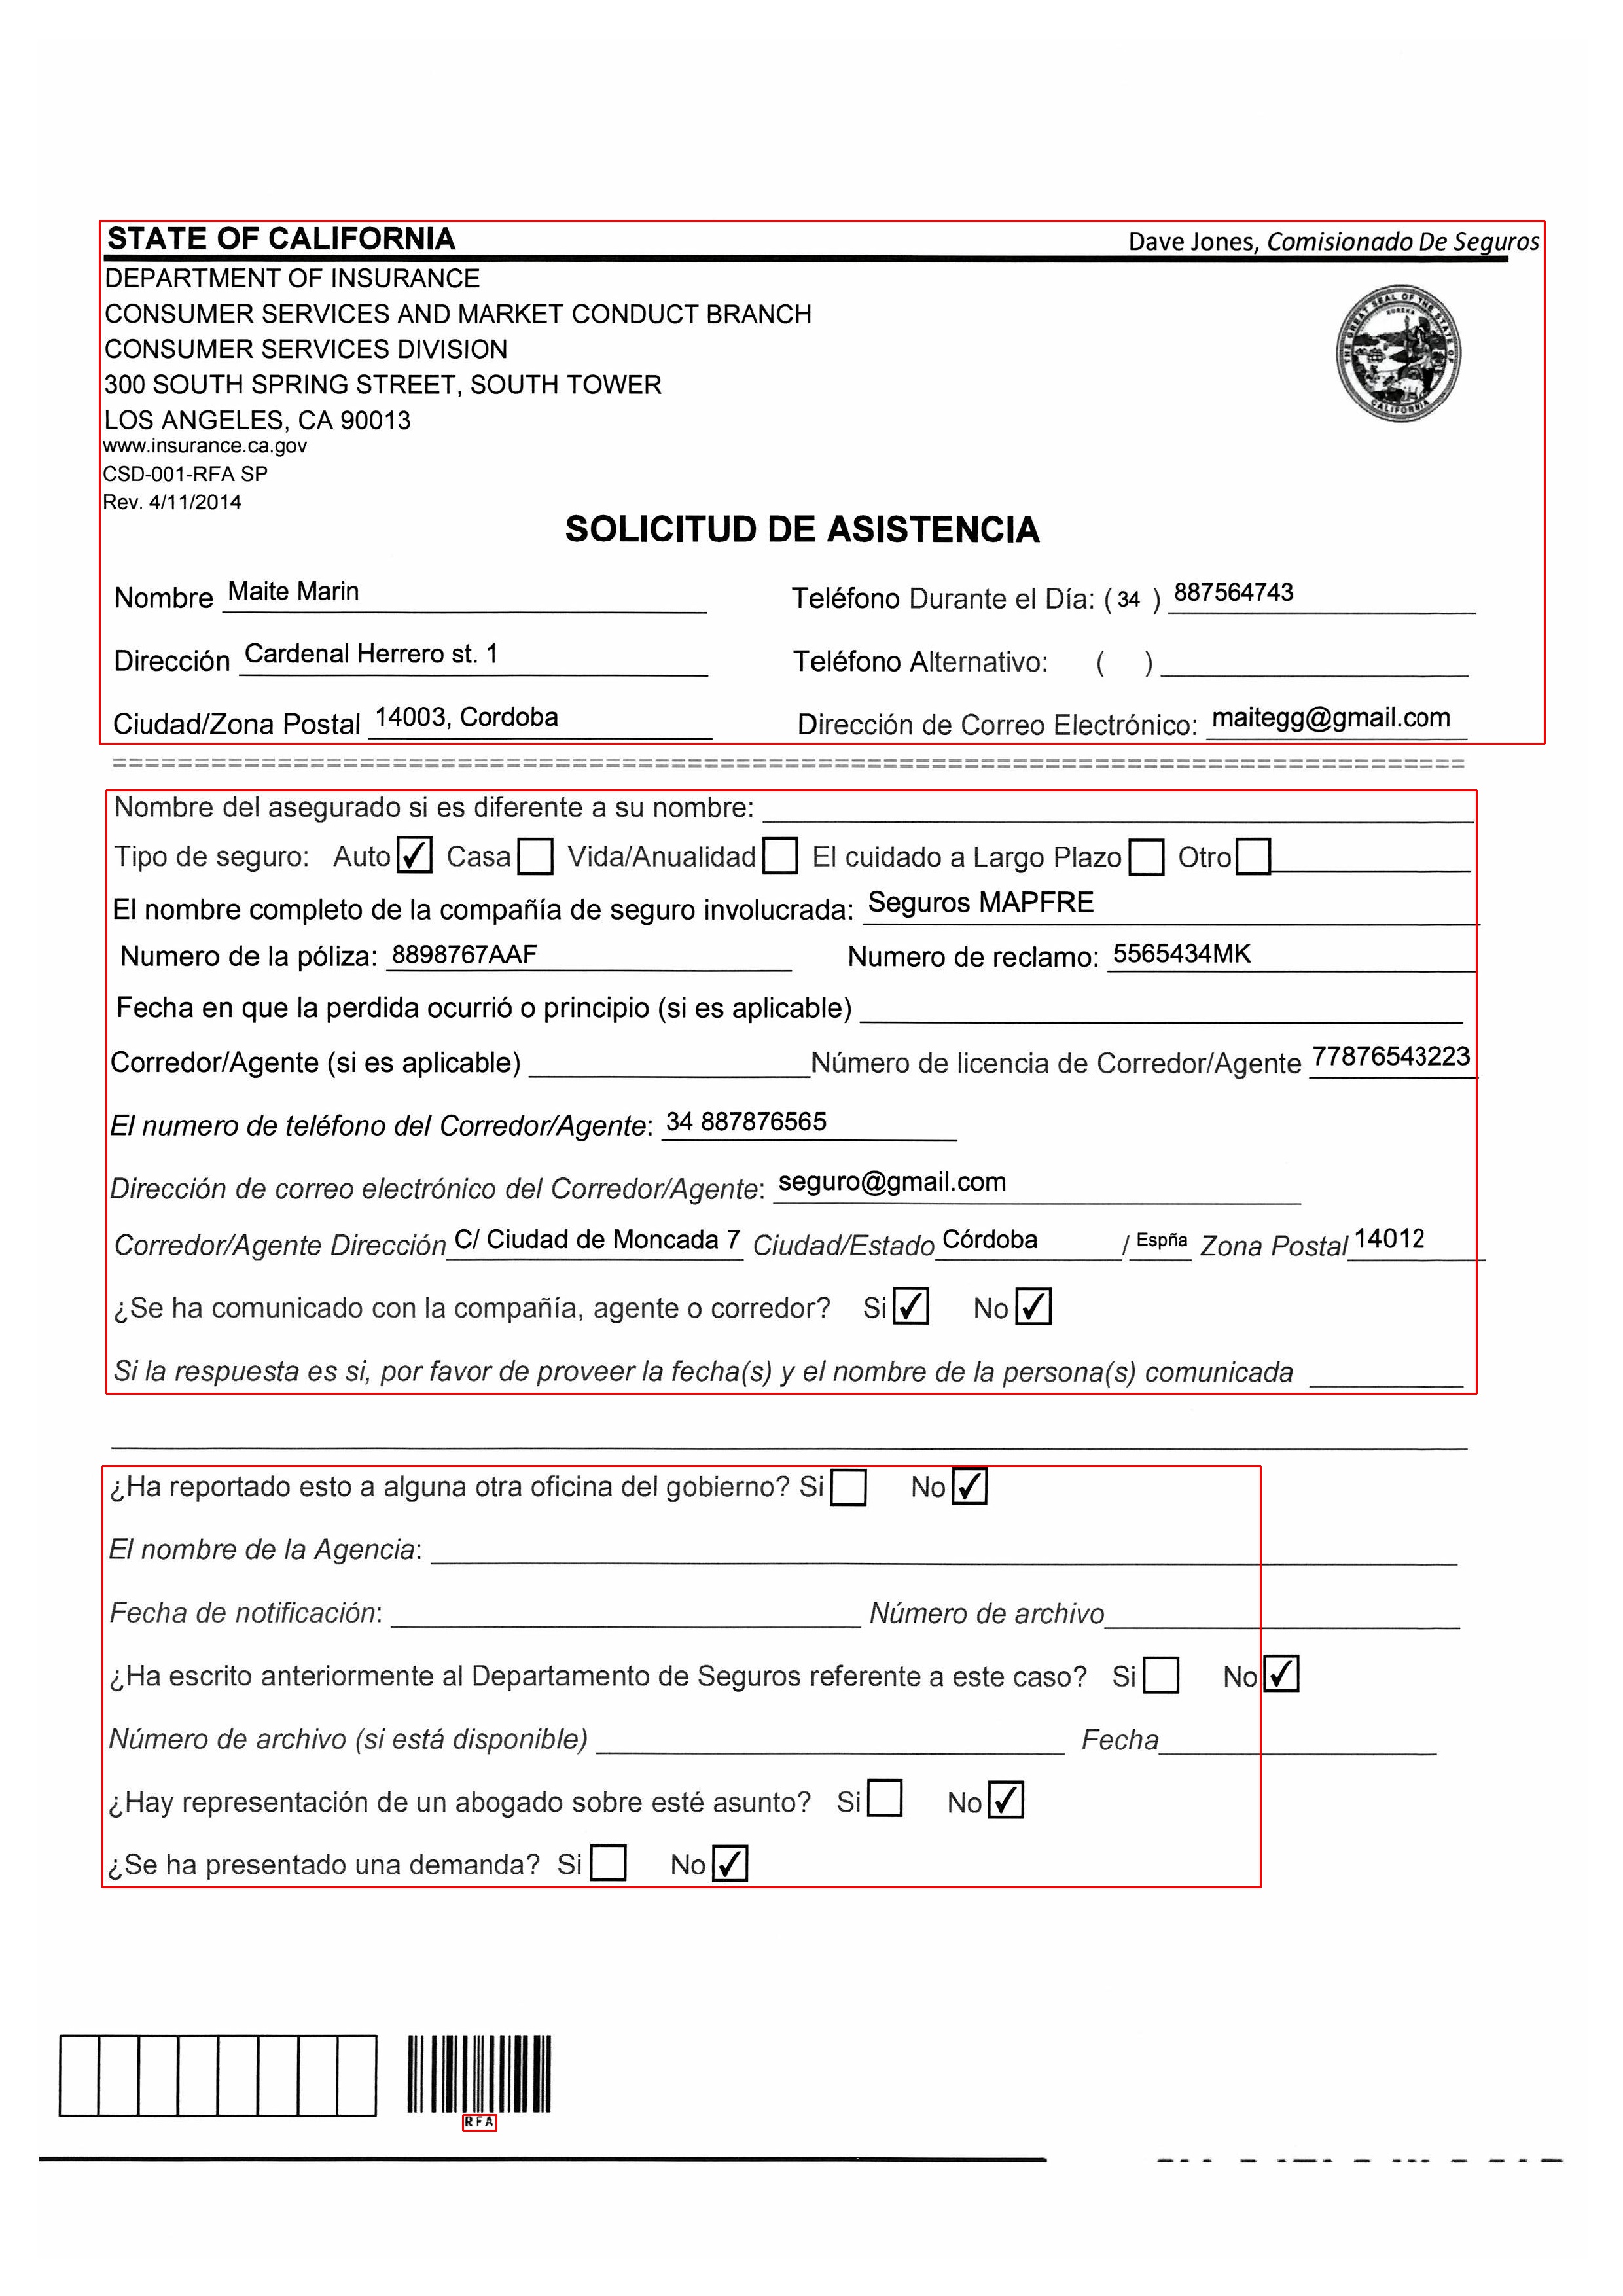 STATE OF CALIFORNIA Dave Jones, Comisionado De Seguros
DEPARTMENT OF INSURANCE
CONSUMER SERVICES AND MARKET CONDUCT BRANCH
CONSUMER SERVICES DIVISION
300 SOUTH SPRING STREET, SOUTH TOWER
LOS ANGELES, CA 90013
www.insurance.ca.gov
CSD-001-RFA SP
Rev. 4/11/2014
THE GREAT SEAL OF THE STATE OF CALIFORNIA
EUREKA
SOLICITUD DE ASISTENCIA
Nombre Maite Marin Teléfono Durante el Día: ( 34 ) 887564743
Dirección Cardenal Herrero st. 1 Teléfono Alternativo: ( )
Ciudad/Zona Postal 14003, Cordoba Dirección de Correo Electrónico: maitegg@gmail.com
Nombre del asegurado si es diferente a su nombre:
Tipo de seguro: Auto ✓ Casa Vida/Anualidad El cuidado a Largo Plazo Otro
El nombre completo de la compañía de seguro involucrada: Seguros MAPFRE
Numero de la póliza: 8898767AAF Numero de reclamo: 5565434MK
Fecha en que la perdida ocurrió o principio (si es aplicable)
Corredor/Agente (si es aplicable) Número de licencia de Corredor/Agente 77876543223
El numero de teléfono del Corredor/Agente: 34 887876565
Dirección de correo electrónico del Corredor/Agente: seguro@gmail.com
Corredor/Agente Dirección C/ Ciudad de Moncada 7 Ciudad/Estado Córdoba / Espña Zona Postal 14012
¿Se ha comunicado con la compañía, agente o corredor? Si ✓ No ✓
Si la respuesta es si, por favor de proveer la fecha(s) y el nombre de la persona(s) comunicada
¿Ha reportado esto a alguna otra oficina del gobierno? Si No ✓
El nombre de la Agencia:
Fecha de notificación: Número de archivo
¿Ha escrito anteriormente al Departamento de Seguros referente a este caso? Si No ✓
Número de archivo (si está disponible) Fecha
¿Hay representación de un abogado sobre esté asunto? Si No ✓
¿Se ha presentado una demanda? Si No ✓
RFA